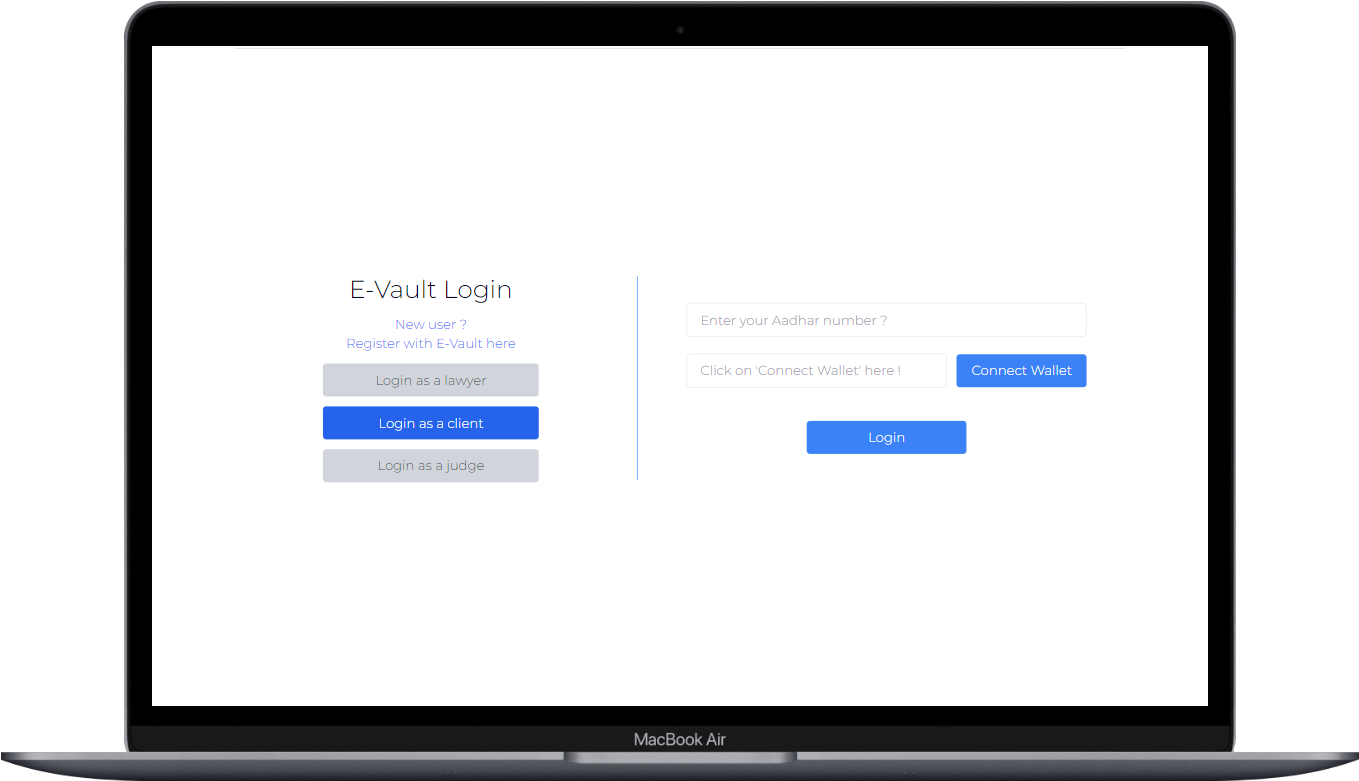 E-Vault Login
New user ?
Register with E-Vault here
Login as a lawyer
Login as a client
Login as a judge
Enter your Aadhar number ?
Click on 'Connect Wallet' here !
Connect Wallet
Login
MacBook Air